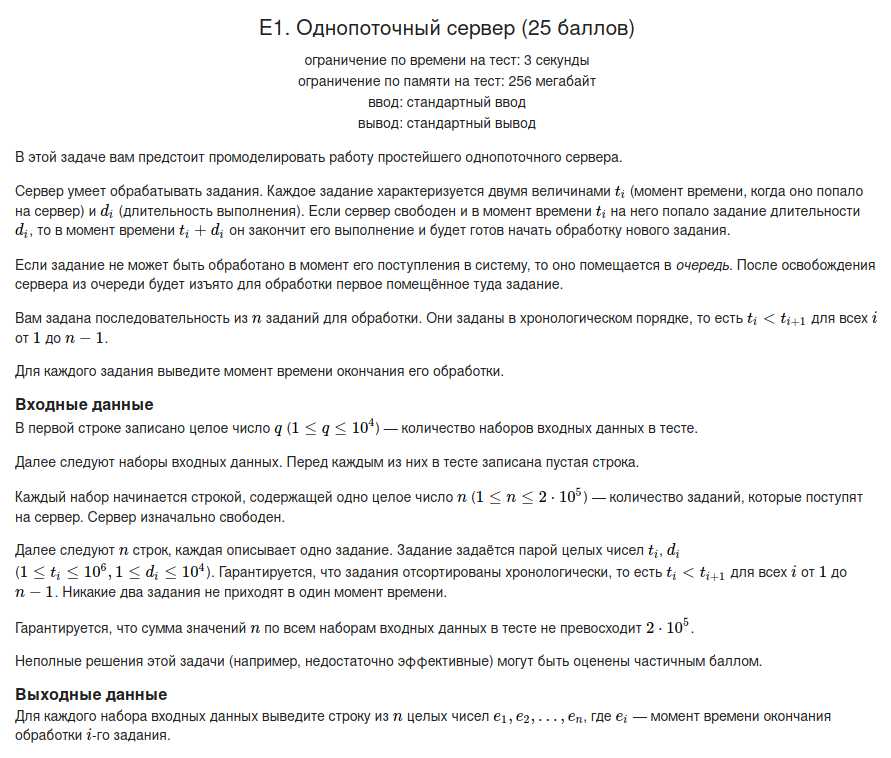 E1. Однопоточный сервер (25 баллов)
ограничение по времени на тест: 3 секунды
ограничение по памяти на тест: 256 мегабайт
ввод: стандартный ввод
вывод: стандартный вывод
В этой задаче вам предстоит промоделировать работу простейшего однопоточного сервера.
Сервер умеет обрабатывать задания. Каждое задание характеризуется двумя величинами t_i (момент времени, когда оно попало
на сервер) и d_i (длительность выполнения). Если сервер свободен и в момент времени t_i на него попало задание длительности
d_i, то в момент времени t_i + d_i он закончит его выполнение и будет готов начать обработку нового задания.
Если задание не может быть обработано в момент его поступления в систему, то оно помещается в очередь. После освобождения
сервера из очереди будет изъято для обработки первое помещённое туда задание.
Вам задана последовательность из n заданий для обработки. Они заданы в хронологическом порядке, то есть t_i < t_{i+1} для всех i
от 1 до n − 1.
Для каждого задания выведите момент времени окончания его обработки.
Входные данные
В первой строке записано целое число q (1 ≤ q ≤ 10^4) — количество наборов входных данных в тесте.
Далее следуют наборы входных данных. Перед каждым из них в тесте записана пустая строка.
Каждый набор начинается строкой, содержащей одно целое число n (1 ≤ n ≤ 2 · 10^5) — количество заданий, которые поступят
на сервер. Сервер изначально свободен.
Далее следуют n строк, каждая описывает одно задание. Задание задаётся парой целых чисел t_i, d_i
(1 ≤ t_i ≤ 10^6, 1 ≤ d_i ≤ 10^4). Гарантируется, что задания отсортированы хронологически, то есть t_i < t_{i+1} для всех i от 1 до
n − 1. Никакие два задания не приходят в один момент времени.
Гарантируется, что сумма значений n по всем наборам входных данных в тесте не превосходит 2 · 10^5.
Неполные решения этой задачи (например, недостаточно эффективные) могут быть оценены частичным баллом.
Выходные данные
Для каждого набора входных данных выведите строку из n целых чисел e_1, e_2, . . . , e_n, где e_i — момент времени окончания
обработки i-го задания.